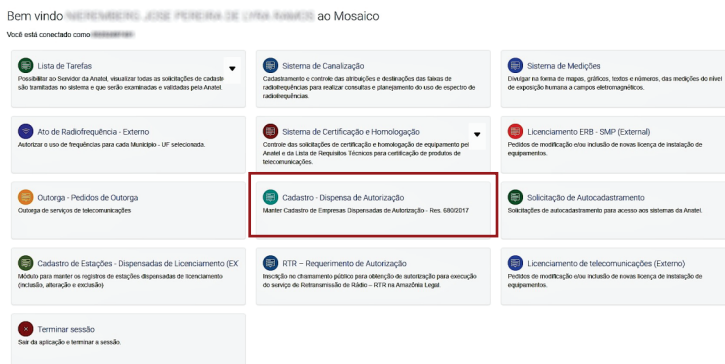 Bem vindo ao Mosaico
Você está conectado como
Lista de Tarefas
Possibilitar ao Servidor da Anatel, visualizar todas as solicitações de cadastr
são tramitadas no sistema e que serão examinadas e validadas pela Anatel.
Sistema de Canalização
Cadastramento e controle das atribuições e destinações das faixas de
radiofrequências para realizar consultas e planejamento do uso de espectro de
radiofrequências.
Sistema de Medições
Divulgar na forma de mapas, gráficos, textos e números, das medições do nível
de exposição humana a campos eletromagnéticos.
Ato de Radiofrequência - Externo
Autorizar o uso de frequências para cada Município - UF selecionada.
Sistema de Certificação e Homologação
Controle das solicitações de certificação e homologação de equipamento pel
Anatel e da Lista de Requisitos Técnicos para certificação de produtos de
telecomunicações.
Licenciamento ERB - SMP (External)
Pedidos de modificação e/ou inclusão de novas licença de instalação de
equipamentos.
Outorga - Pedidos de Outorga
Outorga de serviços de telecomunicações
Cadastro - Dispensa de Autorização
Manter Cadastro de Empresas Dispensadas de Autorização - Res. 680/2017
Solicitação de Autocadastramento
Solicitações de autocadastramento para acesso aos sistemas da Anatel.
Cadastro de Estações - Dispensadas de Licenciamento (EX
Módulo para manter os registros de estações dispensadas de licenciamento
(inclusão, alteração e exclusão)
RTR – Requerimento de Autorização
Inscrição no chamamento público para obtenção de autorização para execução
do serviço de Retransmissão de Rádio – RTR na Amazônia Legal.
Licenciamento de telecomunicações (Externo)
Pedidos de modificação e/ou inclusão de novas licença de instalação de
equipamentos.
Terminar sessão
Sair da aplicação e terminar a sessão.